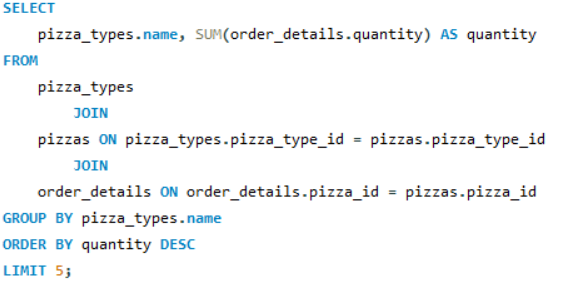 SELECT
    pizza_types.name, SUM(order_details.quantity) AS quantity
FROM
    pizza_types
        JOIN
    pizzas ON pizza_types.pizza_type_id = pizzas.pizza_type_id
        JOIN
    order_details ON order_details.pizza_id = pizzas.pizza_id
GROUP BY pizza_types.name
ORDER BY quantity DESC
LIMIT 5;